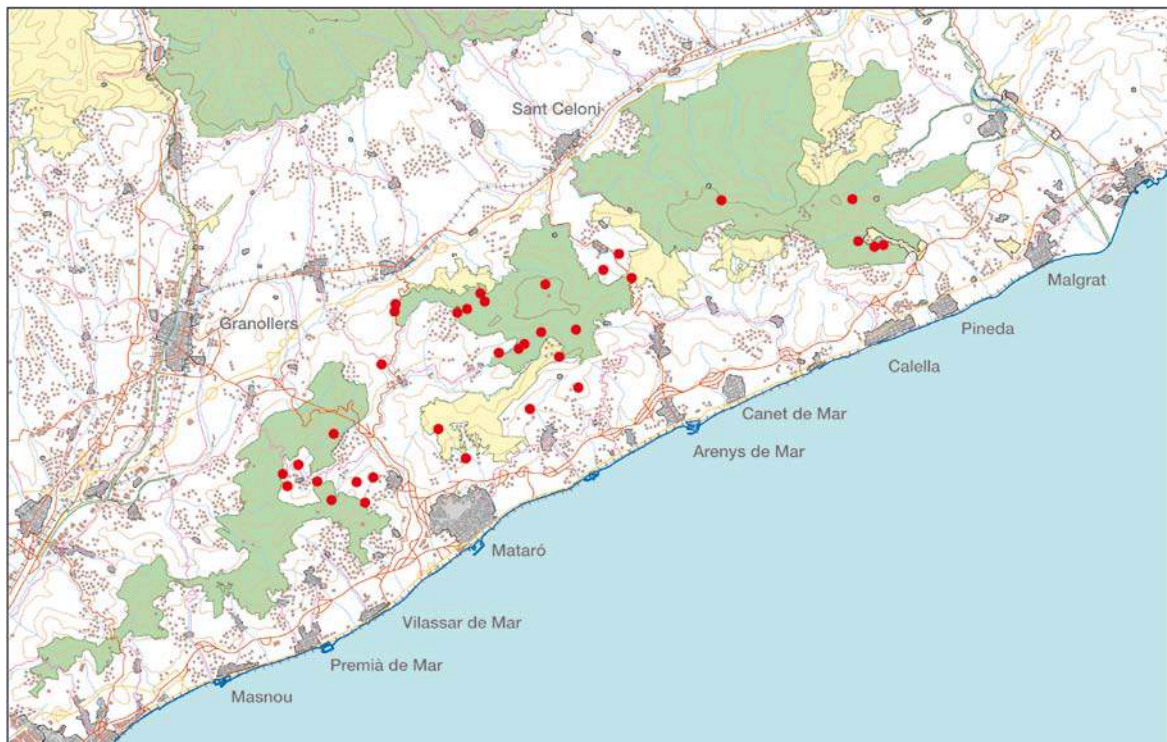 Sant Celoni
Granollers
Malgrat
Pineda
Calella
Canet de Mar
Arenys de Mar
Mataró
Vilassar de Mar
Premià de Mar
Masnou